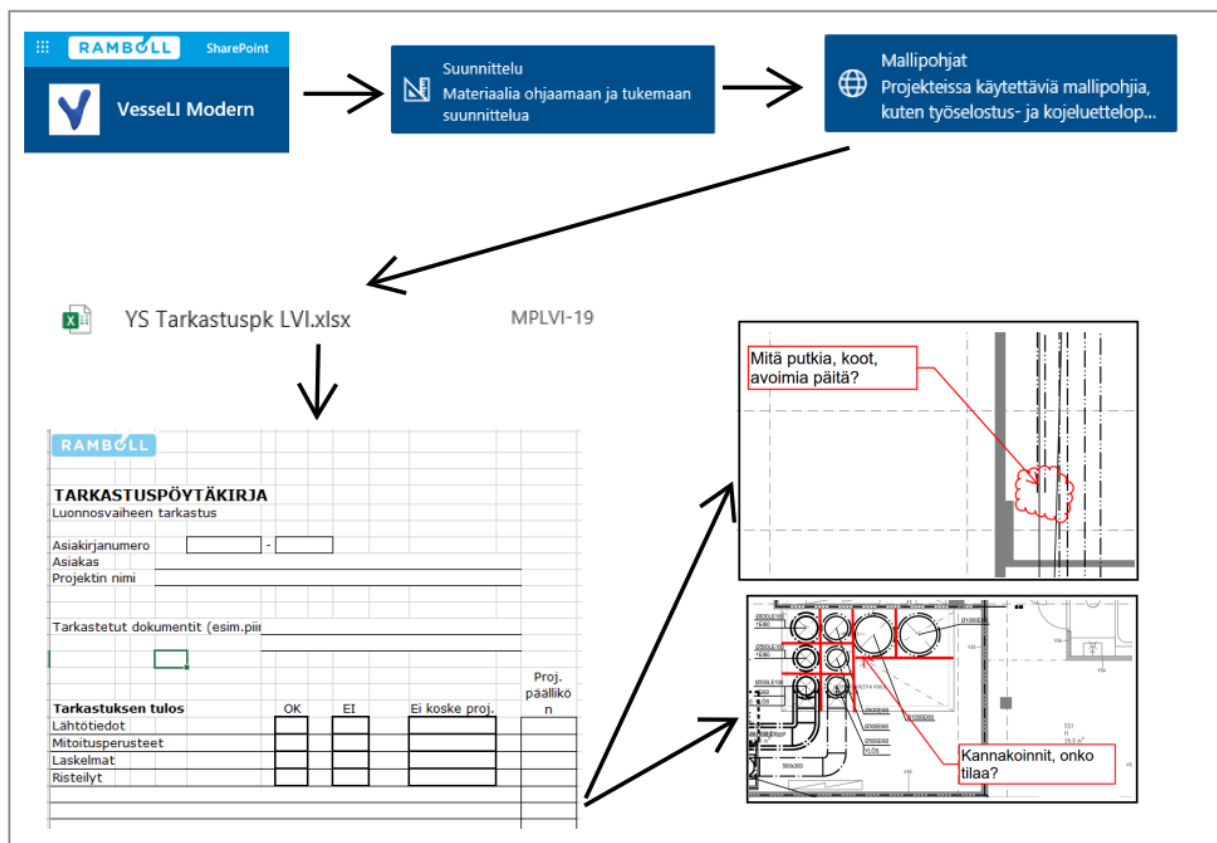 RAMBOLL
SharePoint
VesseLI Modern
Suunnittelu
Materiaalia ohjaamaan ja tukemaan
suunnittelua
Mallipohjat
Projekteissa käytettäviä mallipohjia,
kuten työselostus- ja kojeluettelop...
YS Tarkastuspk LVI.xlsx
MPLVI-19
RAMBOLL
TARKASTUSPÖYTÄKIRJA
Luonnosvaiheen tarkastus
Asiakirjanumero -
Asiakas
Projektin nimi
Tarkastetut dokumentit (esim.piir
Proj.
päällikö
n
Tarkastuksen tulos OK EI Ei koske proj.
Lähtötiedot
Mitoitusperusteet
Laskelmat
Risteilyt
Mitä putkia, koot,
avoimia päitä?
YLÖS
500x300
551
H
Kannakoinnit, onko
tilaa?